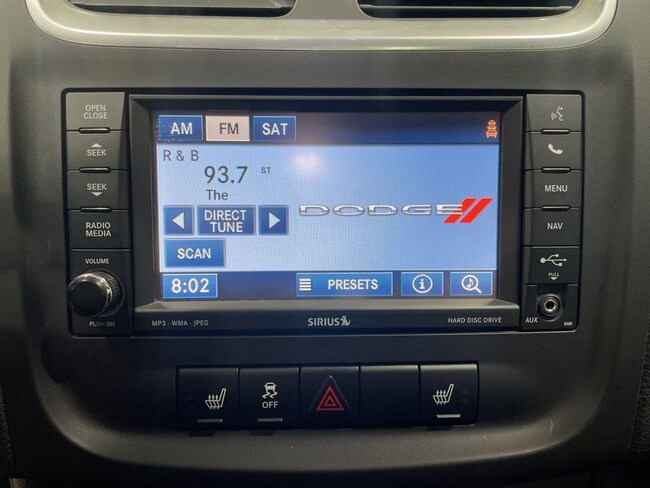 OPEN
CLOSE
SEEK
SEEK
RADIO
MEDIA
VOLUME
PUSH ON
AM FM SAT
R & B
93.7 ST
The
DIRECT
TUNE
SCAN
8:02
PRESETS
DODGE
MP3 - WMA - JPEG
SIRIUS
HARD DISC DRIVE
MENU
NAV
PULL
AUX
OFF